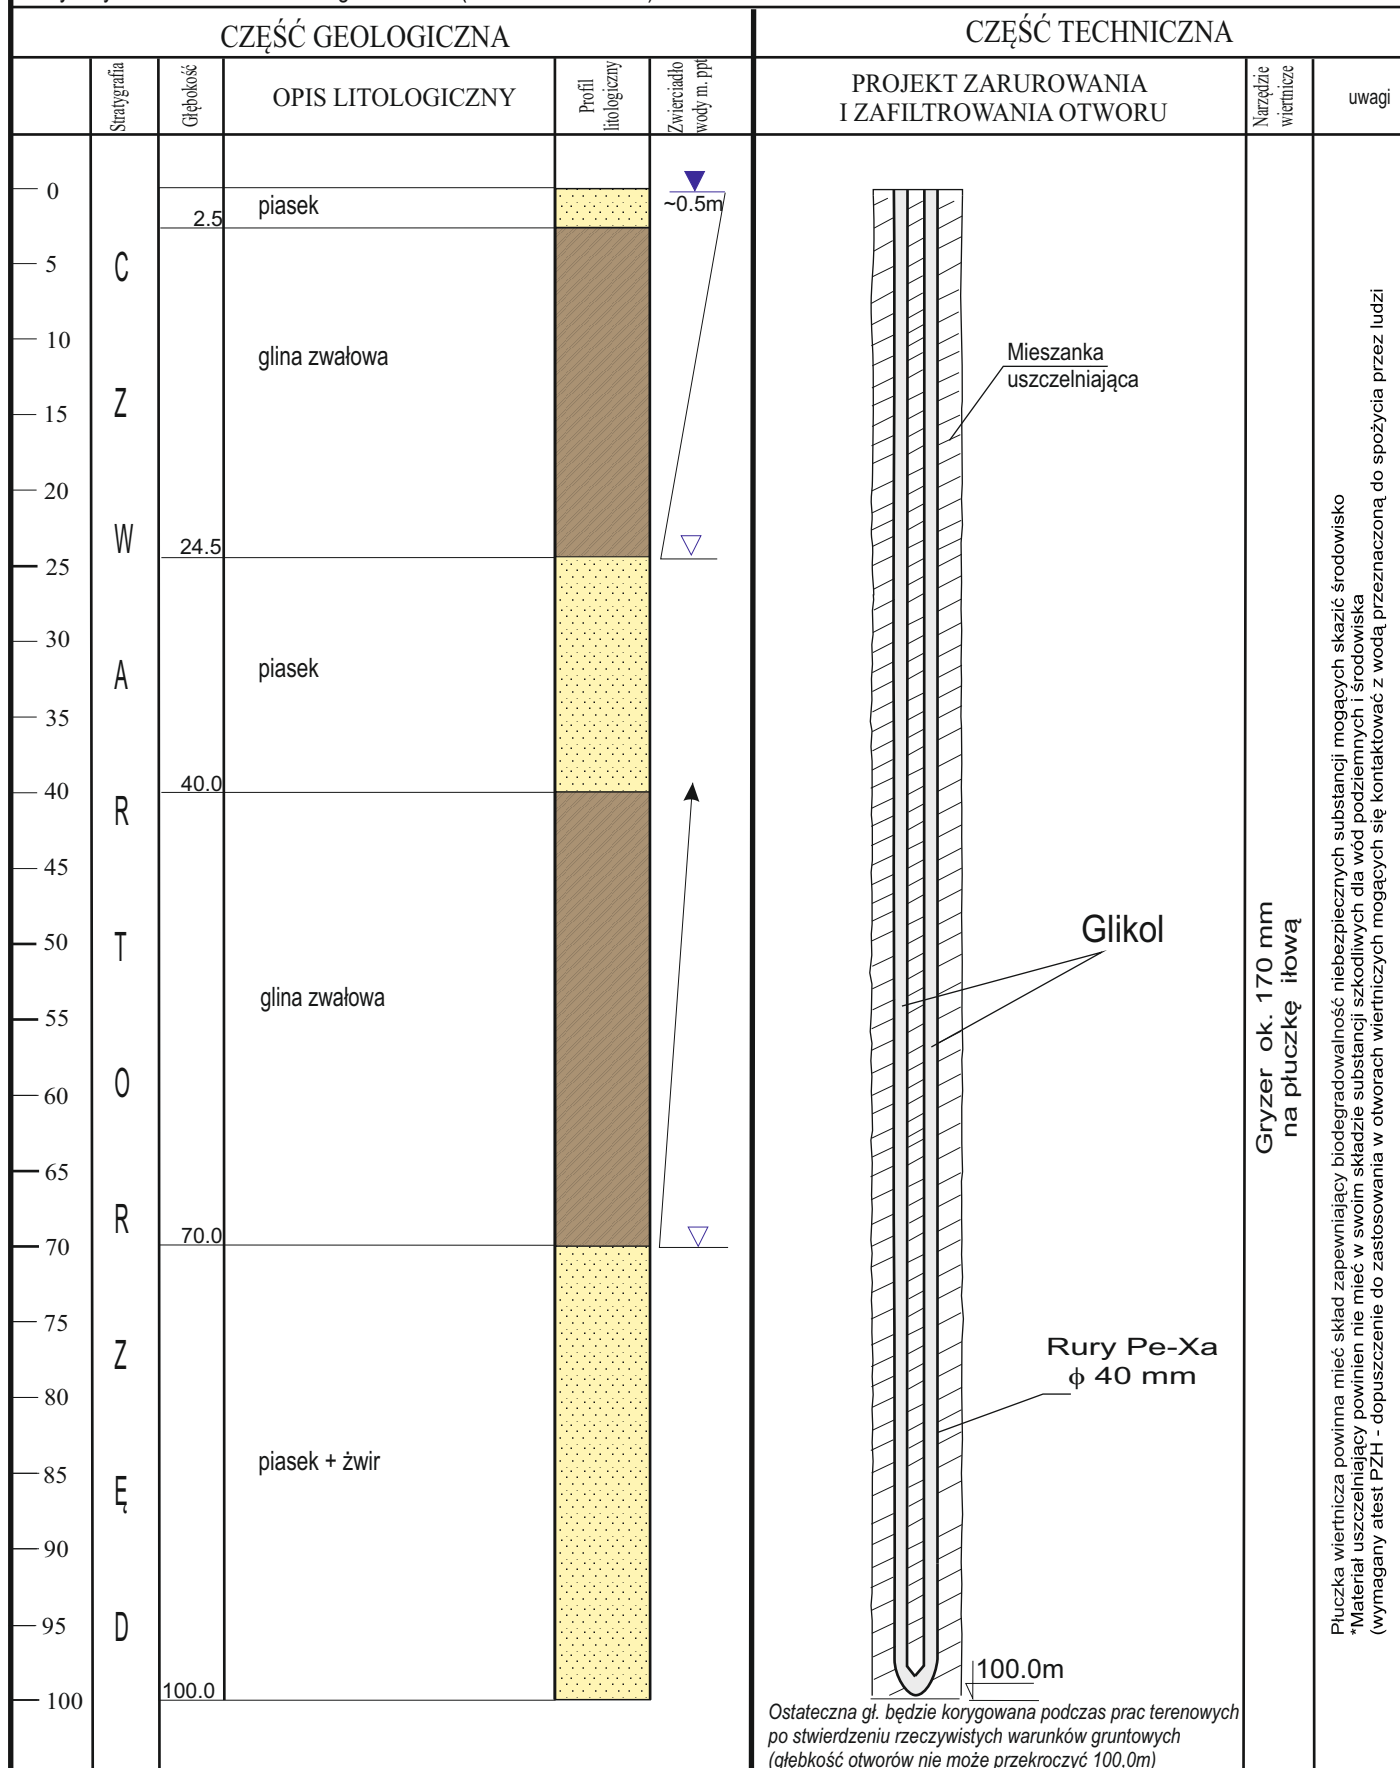 CZĘŚĆ GEOLOGICZNA
CZĘŚĆ TECHNICZNA
Stratygrafia
Głębokość
OPIS LITOLOGICZNY
Profil
litologiczny
Zwierciadło
wody m. ppt
PROJEKT ZARUROWANIA
I ZAFILTROWANIA OTWORU
Narzędzie
wiertnicze
uwagi
0
5
10
15
20
25
30
35
40
45
50
55
60
65
70
75
80
85
90
95
100
C
Z
W
A
R
T
O
R
Z
Ę
D
2.5
24.5
40.0
70.0
100.0
piasek
glina zwałowa
piasek
glina zwałowa
piasek + żwir
~0.5m
Mieszanka
uszczelniająca
Glikol
Rury Pe-Xa
ϕ 40 mm
100.0m
Ostateczna gł. będzie korygowana podczas prac terenowych
po stwierdzeniu rzeczywistych warunków gruntowych
(głębkość otworów nie może przekroczyć 100,0m)
Gryzer ok. 170 mm
na płuczkę iłową
Płuczka wiertnicza powinna mieć skład zapewniający biodegradowalność niebezpiecznych substancji mogących skazić środowisko
*Materiał uszczelniający powinien nie mieć w swoim składzie substancji szkodliwych dla wód podziemnych i środowiska
(wymagany atest PZH - dopuszczenie do zastosowania w otworach wiertniczych mogących się kontaktować z wodą przeznaczoną do spożycia przez ludzi